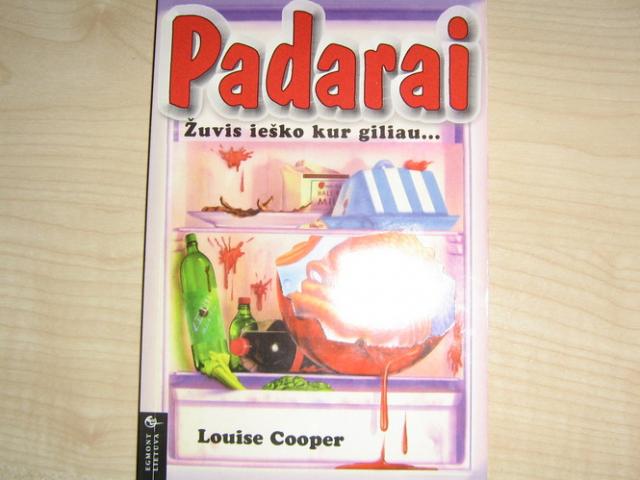 Padarai
Žuvis ieško kur giliau...
Louise Cooper
EGMONT
LIETUVA